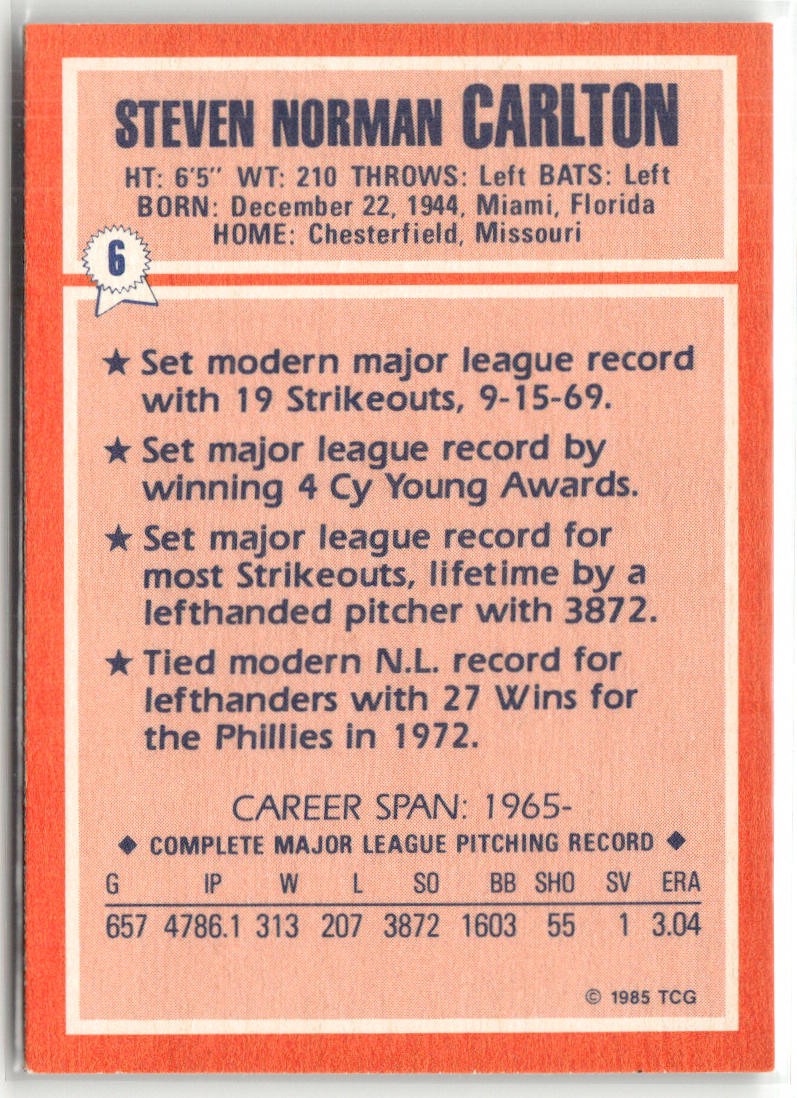 STEVEN NORMAN CARLTON
HT: 6'5" WT: 210 THROWS: Left BATS: Left
BORN: December 22, 1944, Miami, Florida
HOME: Chesterfield, Missouri
6
★ Set modern major league record
with 19 Strikeouts, 9-15-69.
★ Set major league record by
winning 4 Cy Young Awards.
★ Set major league record for
most Strikeouts, lifetime by a
lefthanded pitcher with 3872.
★ Tied modern N.L. record for
lefthanders with 27 Wins for
the Phillies in 1972.
CAREER SPAN: 1965-
◆ COMPLETE MAJOR LEAGUE PITCHING RECORD ◆
G IP W L SO BB SHO SV ERA
657 4786.1 313 207 3872 1603 55 1 3.04
© 1985 TCG